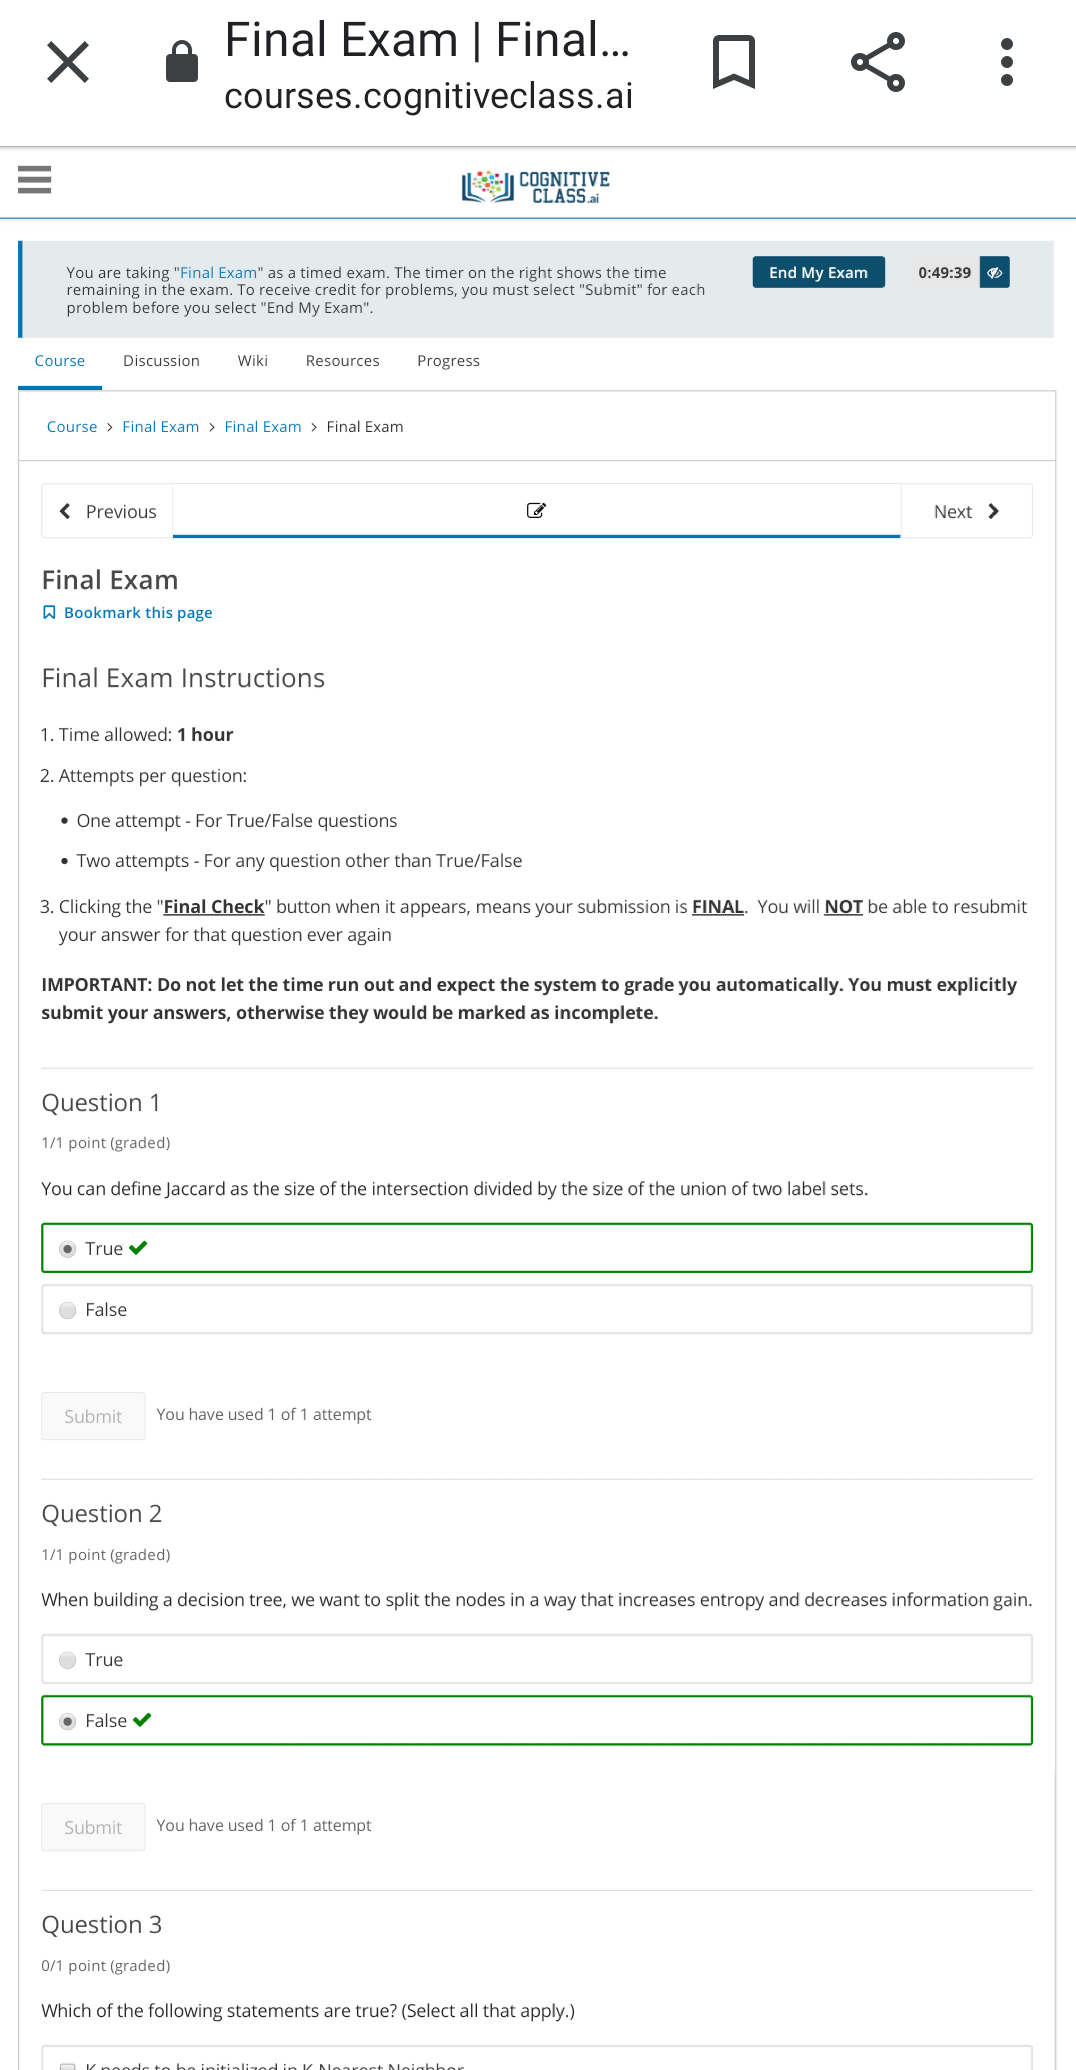 Final Exam | Final...
courses.cognitiveclass.ai
COGNITIVE
CLASS.ai
You are taking "Final Exam" as a timed exam. The timer on the right shows the time
remaining in the exam. To receive credit for problems, you must select "Submit" for each
problem before you select "End My Exam".
End My Exam
0:49:39
Course Discussion Wiki Resources Progress
Course > Final Exam > Final Exam > Final Exam
Previous
Next
Final Exam
Bookmark this page
Final Exam Instructions
1. Time allowed: 1 hour
2. Attempts per question:
• One attempt - For True/False questions
• Two attempts - For any question other than True/False
3. Clicking the "Final Check" button when it appears, means your submission is FINAL. You will NOT be able to resubmit
your answer for that question ever again
IMPORTANT: Do not let the time run out and expect the system to grade you automatically. You must explicitly
submit your answers, otherwise they would be marked as incomplete.
Question 1
1/1 point (graded)
You can define Jaccard as the size of the intersection divided by the size of the union of two label sets.
True
False
Submit
You have used 1 of 1 attempt
Question 2
1/1 point (graded)
When building a decision tree, we want to split the nodes in a way that increases entropy and decreases information gain.
True
False
Submit
You have used 1 of 1 attempt
Question 3
0/1 point (graded)
Which of the following statements are true? (Select all that apply.)
K needs to be initialized in K-Nearest Neighbor